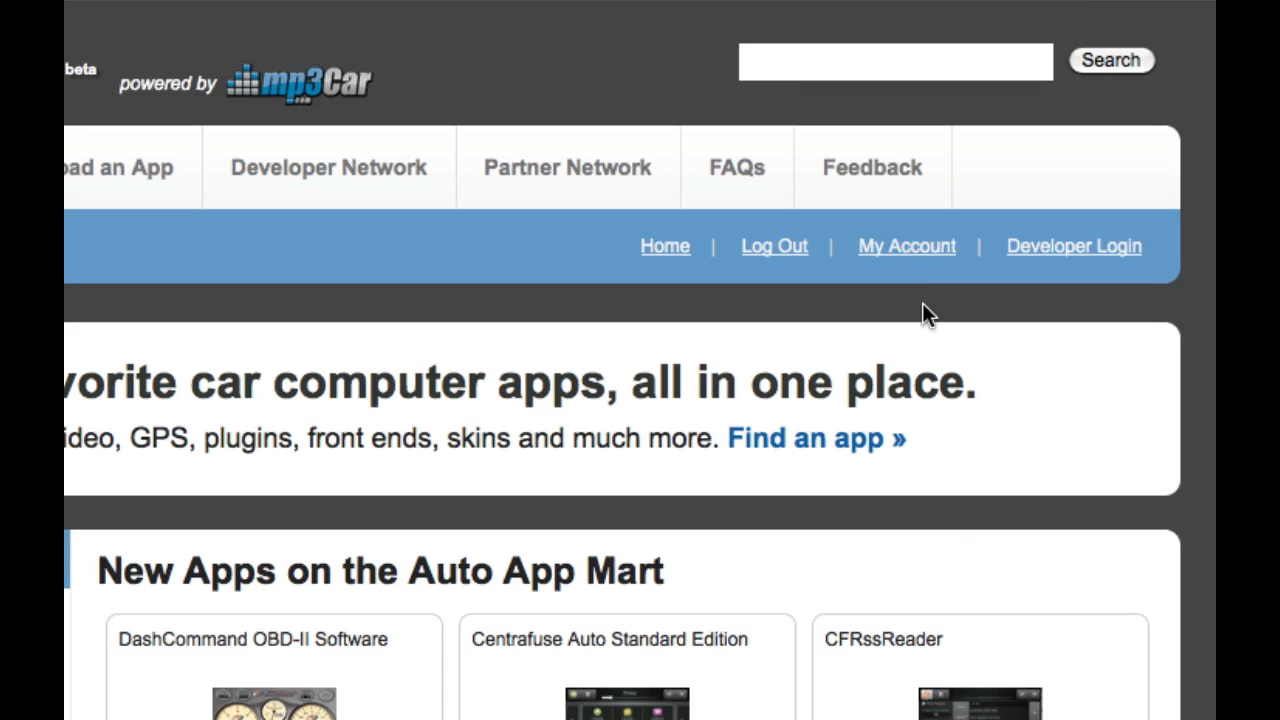 beta
powered by mp3Car
.com
Search
oad an App
Developer Network
Partner Network
FAQs
Feedback
Home | Log Out | My Account | Developer Login
vorite car computer apps, all in one place.
ideo, GPS, plugins, front ends, skins and much more. Find an app »
New Apps on the Auto App Mart
DashCommand OBD-II Software
Centrafuse Auto Standard Edition
CFRssReader